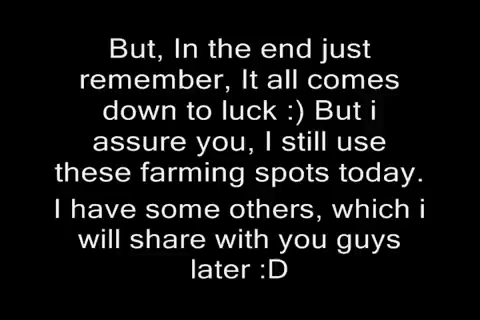 But, In the end just
remember, It all comes
down to luck :) But i
assure you, I still use
these farming spots today.
I have some others, which i
will share with you guys
later :D